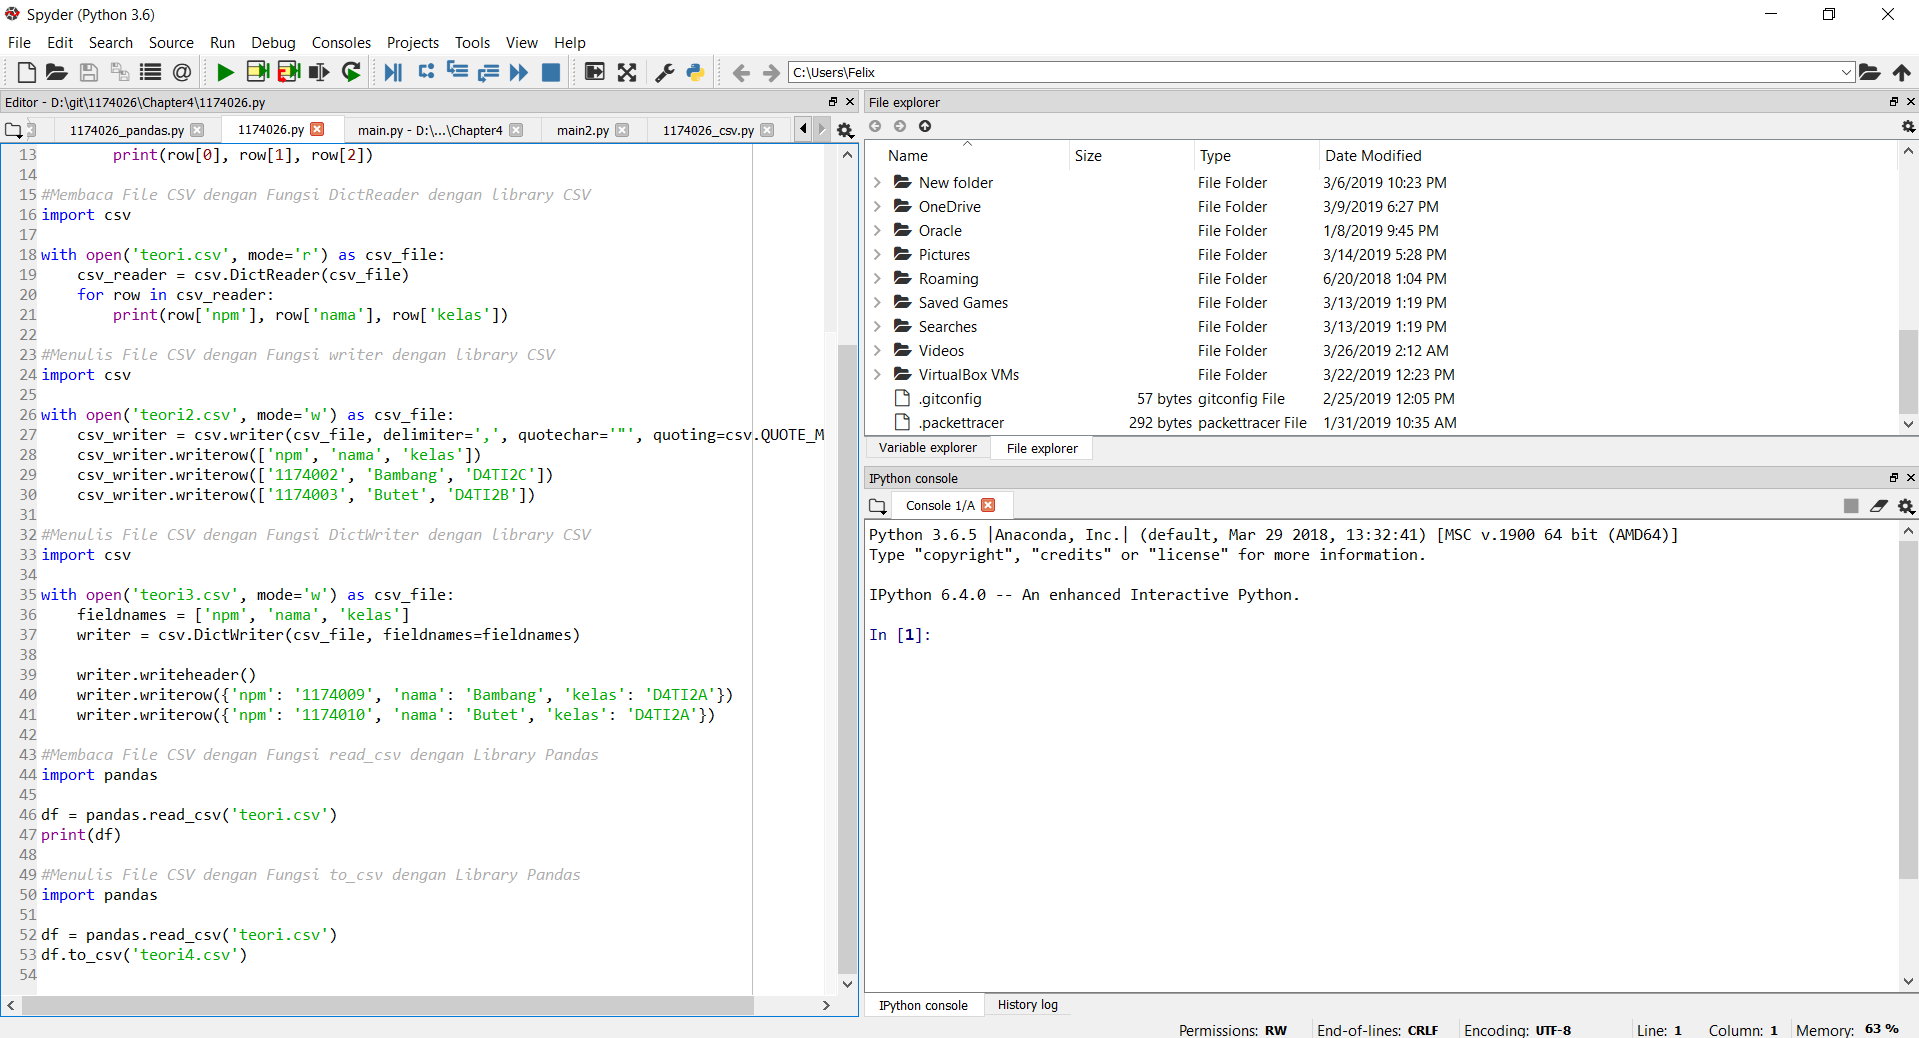 Spyder (Python 3.6)
File Edit Search Source Run Debug Consoles Projects Tools View Help
C:\Users\Felix
Editor - D:\git\1174026\Chapter4\1174026.py
1174026_pandas.py 1174026.py main.py - D:\...\Chapter4 main2.py 1174026_csv.py
13         print(row[0], row[1], row[2])
14
15 #Membaca File CSV dengan Fungsi DictReader dengan library CSV
16 import csv
17
18 with open('teori.csv', mode='r') as csv_file:
19     csv_reader = csv.DictReader(csv_file)
20     for row in csv_reader:
21         print(row['npm'], row['nama'], row['kelas'])
22
23 #Menulis File CSV dengan Fungsi writer dengan library CSV
24 import csv
25
26 with open('teori2.csv', mode='w') as csv_file:
27     csv_writer = csv.writer(csv_file, delimiter=',', quotechar='"', quoting=csv.QUOTE_M
28     csv_writer.writerow(['npm', 'nama', 'kelas'])
29     csv_writer.writerow(['1174002', 'Bambang', 'D4TI2C'])
30     csv_writer.writerow(['1174003', 'Butet', 'D4TI2B'])
31
32 #Menulis File CSV dengan Fungsi DictWriter dengan library CSV
33 import csv
34
35 with open('teori3.csv', mode='w') as csv_file:
36     fieldnames = ['npm', 'nama', 'kelas']
37     writer = csv.DictWriter(csv_file, fieldnames=fieldnames)
38
39     writer.writeheader()
40     writer.writerow({'npm': '1174009', 'nama': 'Bambang', 'kelas': 'D4TI2A'})
41     writer.writerow({'npm': '1174010', 'nama': 'Butet', 'kelas': 'D4TI2A'})
42
43 #Membaca File CSV dengan Fungsi read_csv dengan Library Pandas
44 import pandas
45
46 df = pandas.read_csv('teori.csv')
47 print(df)
48
49 #Menulis File CSV dengan Fungsi to_csv dengan Library Pandas
50 import pandas
51
52 df = pandas.read_csv('teori.csv')
53 df.to_csv('teori4.csv')
54
File explorer
Name Size Type Date Modified
New folder File Folder 3/6/2019 10:23 PM
OneDrive File Folder 3/9/2019 6:27 PM
Oracle File Folder 1/8/2019 9:45 PM
Pictures File Folder 3/14/2019 5:28 PM
Roaming File Folder 6/20/2018 1:04 PM
Saved Games File Folder 3/13/2019 1:19 PM
Searches File Folder 3/13/2019 1:19 PM
Videos File Folder 3/26/2019 2:12 AM
VirtualBox VMs File Folder 3/22/2019 12:23 PM
.gitconfig 57 bytes gitconfig File 2/25/2019 12:05 PM
.packettracer 292 bytes packettracer File 1/31/2019 10:35 AM
Variable explorer File explorer
IPython console
Console 1/A
Python 3.6.5 |Anaconda, Inc.| (default, Mar 29 2018, 13:32:41) [MSC v.1900 64 bit (AMD64)]
Type "copyright", "credits" or "license" for more information.
IPython 6.4.0 -- An enhanced Interactive Python.
In [1]:
IPython console History log
Permissions: RW End-of-lines: CRLF Encoding: UTF-8 Line: 1 Column: 1 Memory: 63 %